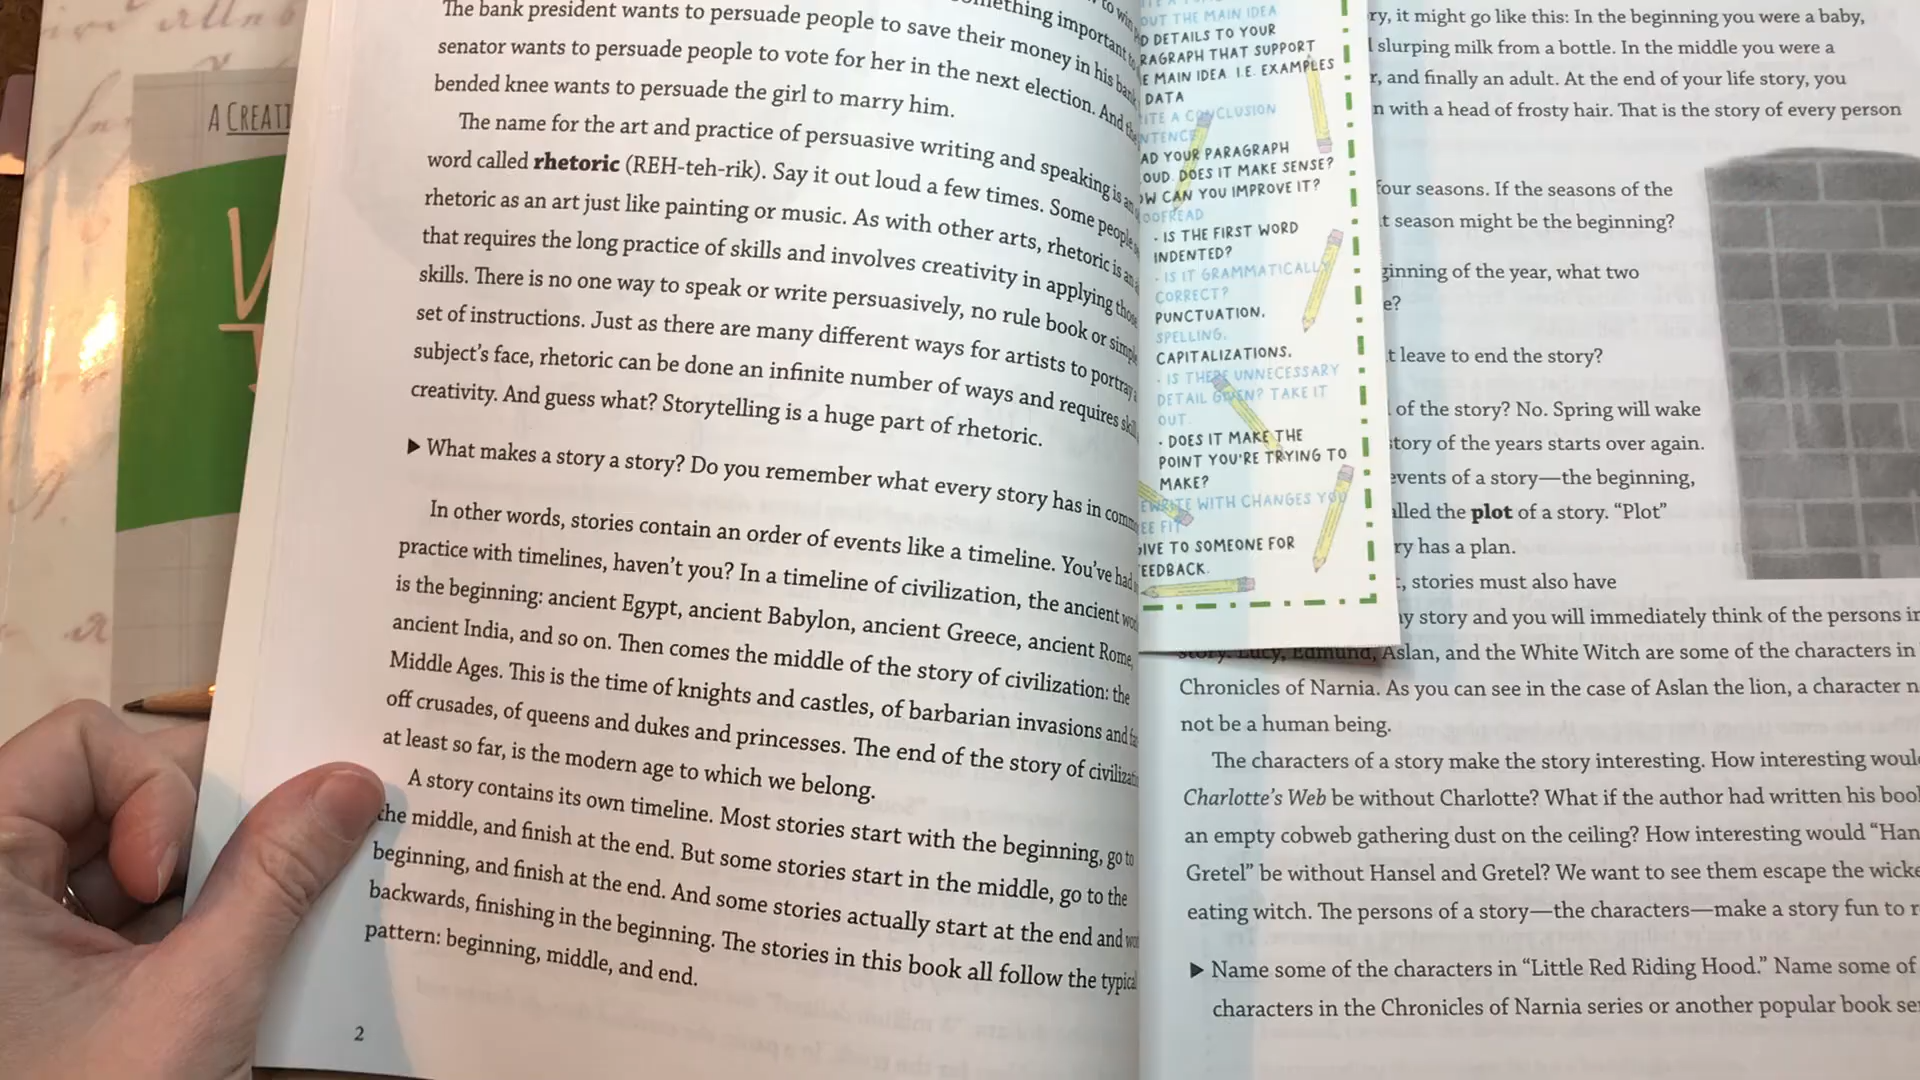 A CREATI
The bank president wants to persuade people to save their money in his bank
senator wants to persuade people to vote for her in the next election. And the
bended knee wants to persuade the girl to marry him.
The name for the art and practice of persuasive writing and speaking is an
word called rhetoric (REH-teh-rik). Say it out loud a few times. Some people
rhetoric as an art just like painting or music. As with other arts, rhetoric is an
that requires the long practice of skills and involves creativity in applying those
skills. There is no one way to speak or write persuasively, no rule book or simple
set of instructions. Just as there are many different ways for artists to portray a
subject's face, rhetoric can be done an infinite number of ways and requires skill
creativity. And guess what? Storytelling is a huge part of rhetoric.
▶ What makes a story a story? Do you remember what every story has in comm
In other words, stories contain an order of events like a timeline. You've had
practice with timelines, haven't you? In a timeline of civilization, the ancient wo
is the beginning: ancient Egypt, ancient Babylon, ancient Greece, ancient Rome,
ancient India, and so on. Then comes the middle of the story of civilization: the
Middle Ages. This is the time of knights and castles, of barbarian invasions and fa
off crusades, of queens and dukes and princesses. The end of the story of civilizati
at least so far, is the modern age to which we belong.
A story contains its own timeline. Most stories start with the beginning, go to
the middle, and finish at the end. But some stories start in the middle, go to the
beginning, and finish at the end. And some stories actually start at the end and wo
backwards, finishing in the beginning. The stories in this book all follow the typical
pattern: beginning, middle, and end.
2
OUT THE MAIN IDEA
D DETAILS TO YOUR
RAGRAPH THAT SUPPORT
E MAIN IDEA I.E. EXAMPLES
DATA
ITE A CONCLUSION
NTENCE
AD YOUR PARAGRAPH
OUD. DOES IT MAKE SENSE?
OW CAN YOU IMPROVE IT?
OOFREAD
· IS THE FIRST WORD
INDENTED?
· IS IT GRAMMATICALLY
CORRECT?
PUNCTUATION.
SPELLING.
CAPITALIZATIONS.
· IS THERE UNNECESSARY
DETAIL GIVEN? TAKE IT
OUT.
· DOES IT MAKE THE
POINT YOU'RE TRYING TO
MAKE?
EWRITE WITH CHANGES YOU
EE FIT
GIVE TO SOMEONE FOR
EEDBACK.
ry, it might go like this: In the beginning you were a baby,
slurping milk from a bottle. In the middle you were a
r, and finally an adult. At the end of your life story, you
n with a head of frosty hair. That is the story of every person
four seasons. If the seasons of the
t season might be the beginning?
ginning of the year, what two
e?
t leave to end the story?
of the story? No. Spring will wake
tory of the years starts over again.
events of a story—the beginning,
alled the plot of a story. "Plot"
ry has a plan.
, stories must also have
ny story and you will immediately think of the persons in
story. Lucy, Edmund, Aslan, and the White Witch are some of the characters in
Chronicles of Narnia. As you can see in the case of Aslan the lion, a character n
not be a human being.
The characters of a story make the story interesting. How interesting woul
Charlotte's Web be without Charlotte? What if the author had written his boo
an empty cobweb gathering dust on the ceiling? How interesting would "Han
Gretel" be without Hansel and Gretel? We want to see them escape the wicke
eating witch. The persons of a story—the characters—make a story fun to r
▶ Name some of the characters in "Little Red Riding Hood." Name some of
characters in the Chronicles of Narnia series or another popular book se